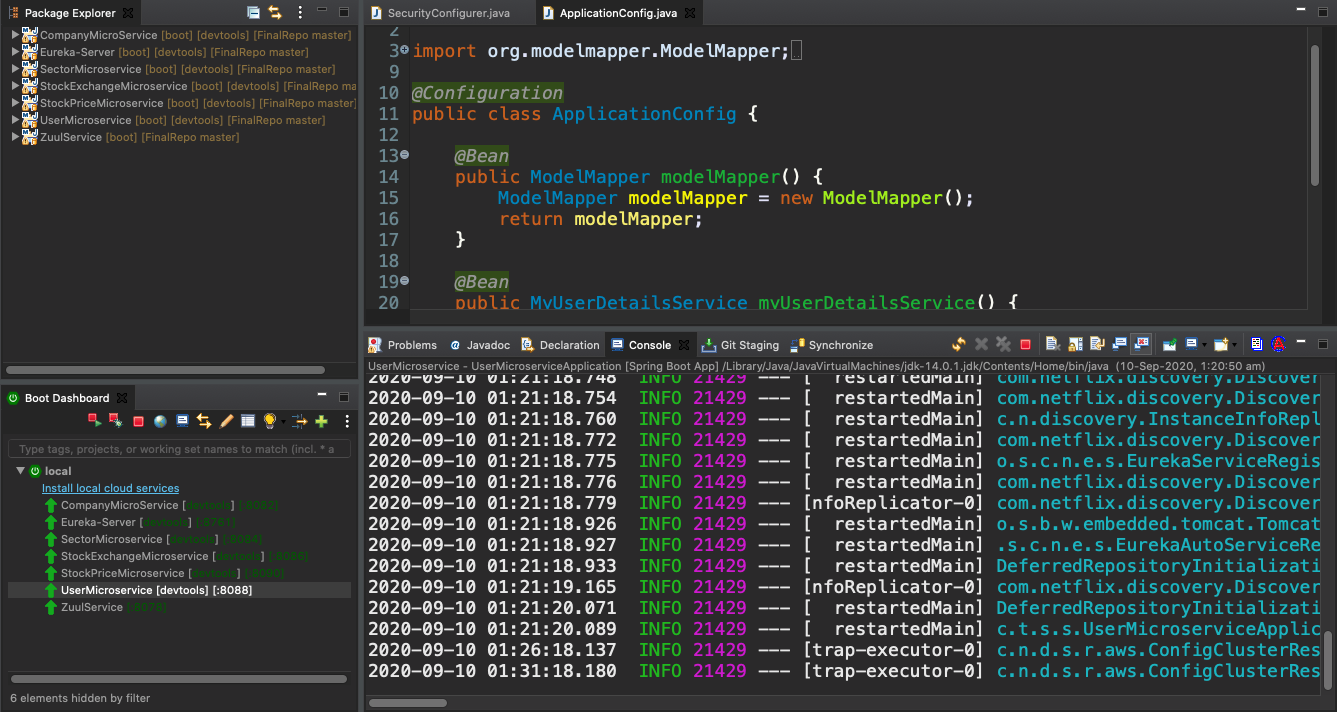 Package Explorer
CompanyMicroService [boot] [devtools] [FinalRepo master]
Eureka-Server [boot] [devtools] [FinalRepo master]
SectorMicroservice [boot] [devtools] [FinalRepo master]
StockExchangeMicroservice [boot] [devtools] [FinalRepo ma
StockPriceMicroservice [boot] [devtools] [FinalRepo master]
UserMicroservice [boot] [devtools] [FinalRepo master]
ZuulService [boot] [FinalRepo master]
Boot Dashboard
Type tags, projects, or working set names to match (incl. * a
local
Install local cloud services
CompanyMicroService [devtools] [:8082]
Eureka-Server [devtools] [:8761]
SectorMicroservice [devtools] [:8084]
StockExchangeMicroservice [devtools] [:8086]
StockPriceMicroservice [devtools] [:8090]
UserMicroservice [devtools] [:8088]
ZuulService [:8078]
6 elements hidden by filter
SecurityConfigurer.java ApplicationConfig.java
2
3 import org.modelmapper.ModelMapper;
9
10 @Configuration
11 public class ApplicationConfig {
12
13 @Bean
14 public ModelMapper modelMapper() {
15 ModelMapper modelMapper = new ModelMapper();
16 return modelMapper;
17 }
18
19 @Bean
20 public MyUserDetailsService myUserDetailsService() {
Problems @ Javadoc Declaration Console Git Staging Synchronize
UserMicroservice - UserMicroserviceApplication [Spring Boot App] /Library/Java/JavaVirtualMachines/jdk-14.0.1.jdk/Contents/Home/bin/java (10-Sep-2020, 1:20:50 am)
2020-09-10 01:21:18.748 INFO 21429 --- [ restartedMain] com.netflix.discovery.Discover
2020-09-10 01:21:18.754 INFO 21429 --- [ restartedMain] com.netflix.discovery.Discover
2020-09-10 01:21:18.760 INFO 21429 --- [ restartedMain] c.n.discovery.InstanceInfoRepl
2020-09-10 01:21:18.772 INFO 21429 --- [ restartedMain] com.netflix.discovery.Discover
2020-09-10 01:21:18.775 INFO 21429 --- [ restartedMain] o.s.c.n.e.s.EurekaServiceRegis
2020-09-10 01:21:18.776 INFO 21429 --- [ restartedMain] com.netflix.discovery.Discover
2020-09-10 01:21:18.779 INFO 21429 --- [nfoReplicator-0] com.netflix.discovery.Discover
2020-09-10 01:21:18.926 INFO 21429 --- [ restartedMain] o.s.b.w.embedded.tomcat.Tomcat
2020-09-10 01:21:18.927 INFO 21429 --- [ restartedMain] .s.c.n.e.s.EurekaAutoServiceRe
2020-09-10 01:21:18.933 INFO 21429 --- [ restartedMain] DeferredRepositoryInitializati
2020-09-10 01:21:19.165 INFO 21429 --- [nfoReplicator-0] com.netflix.discovery.Discover
2020-09-10 01:21:20.071 INFO 21429 --- [ restartedMain] DeferredRepositoryInitializati
2020-09-10 01:21:20.089 INFO 21429 --- [ restartedMain] c.t.s.s.UserMicroserviceApplic
2020-09-10 01:26:18.137 INFO 21429 --- [trap-executor-0] c.n.d.s.r.aws.ConfigClusterRes
2020-09-10 01:31:18.180 INFO 21429 --- [trap-executor-0] c.n.d.s.r.aws.ConfigClusterRes